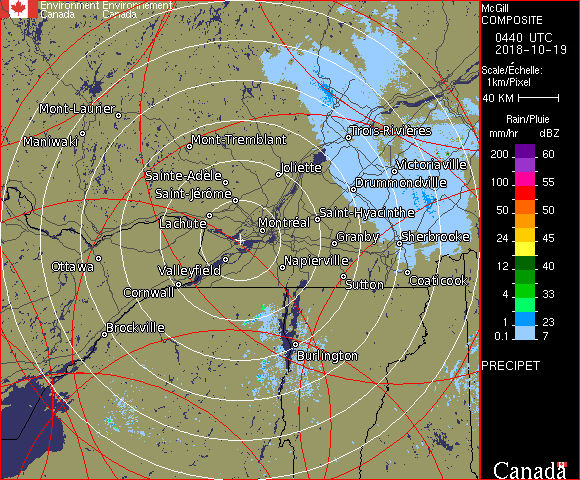 Environment Environnement
Canada Canada
McGill
COMPOSITE
0440 UTC
2018-10-19
Scale/Échelle:
1km/Pixel
40 KM
Rain/Pluie
mm/hr dBZ
200 60
150 57
100 55
50 50
24 45
12 40
4 33
1 23
0.1 7
PRECIPET
Canada
Mont-Laurier
Maniwaki
Mont-Tremblant
Trois-Rivières
Joliette
Victoriaville
Sainte-Adèle
Drummondville
Saint-Jérôme
Saint-Hyacinthe
Lachute
Montréal
Granby
Sherbrooke
Ottawa
Valleyfield
Napierville
Coaticook
Sutton
Cornwall
Brockville
Burlington